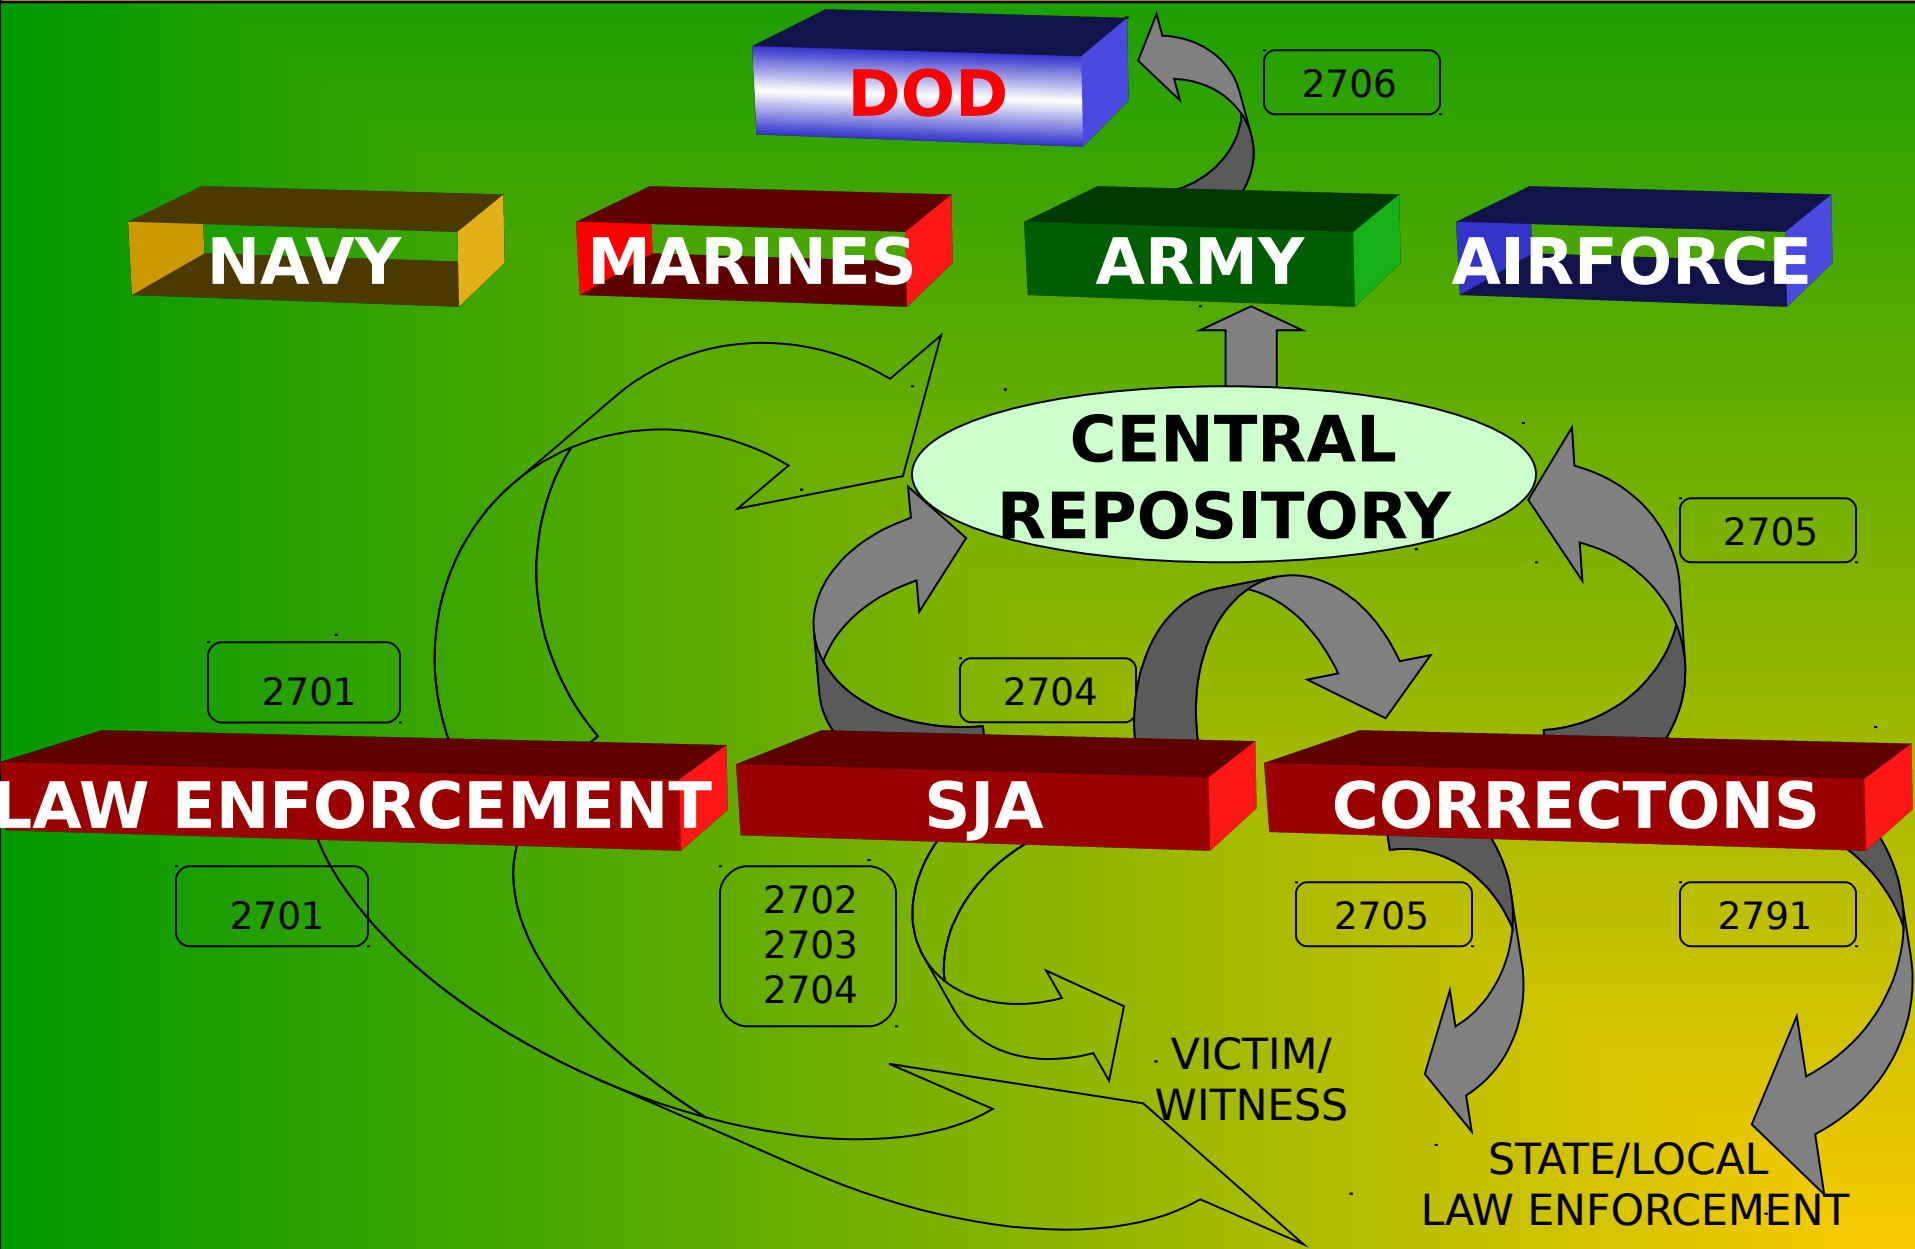 DOD
2706
NAVY
MARINES
ARMY
AIRFORCE
CENTRAL
REPOSITORY
2705
2701
2704
LAW ENFORCEMENT
SJA
CORRECTONS
2701
2702
2703
2704
2705
2791
VICTIM/
WITNESS
STATE/LOCAL
LAW ENFORCEMENT